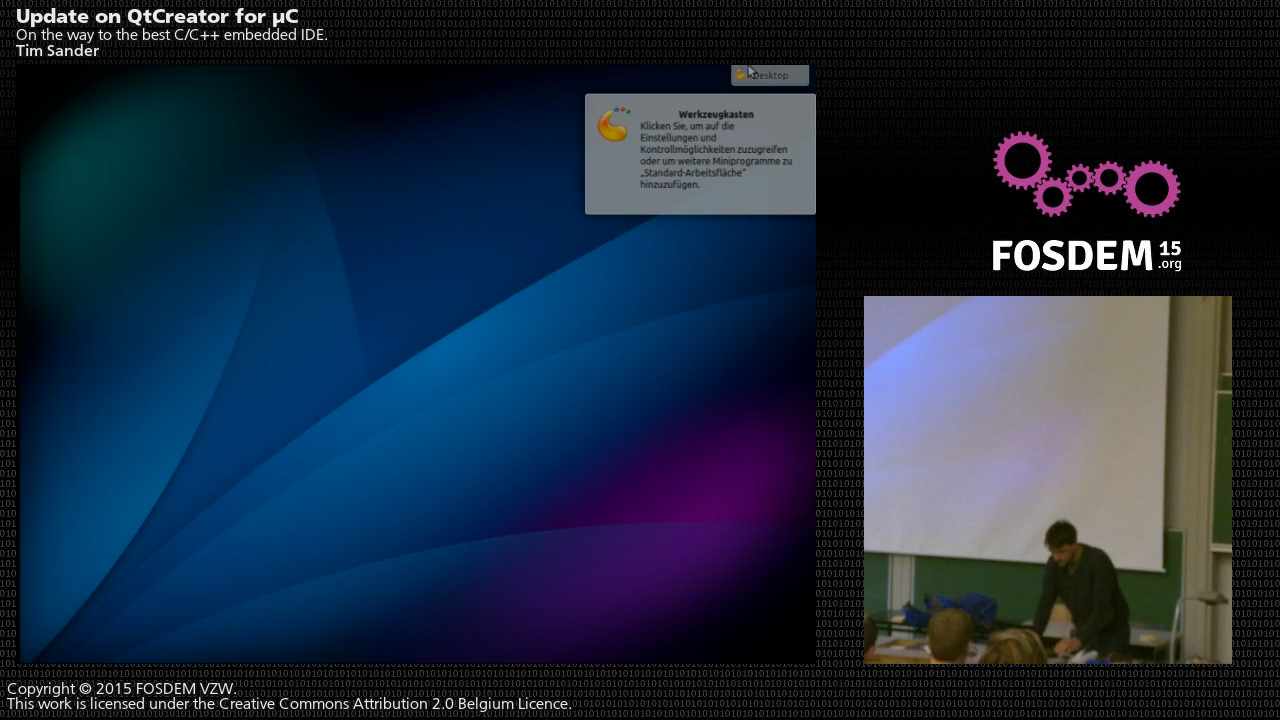 Update on QtCreator for µC
On the way to the best C/C++ embedded IDE.
Tim Sander
Desktop
Werkzeugkasten
Klicken Sie, um auf die
Einstellungen und
Kontrollmöglichkeiten zuzugreifen
oder um weitere Miniprogramme zu
„Standard-Arbeitsfläche"
hinzuzufügen.
FOSDEM 15
.org
Copyright © 2015 FOSDEM VZW.
This work is licensed under the Creative Commons Attribution 2.0 Belgium Licence.